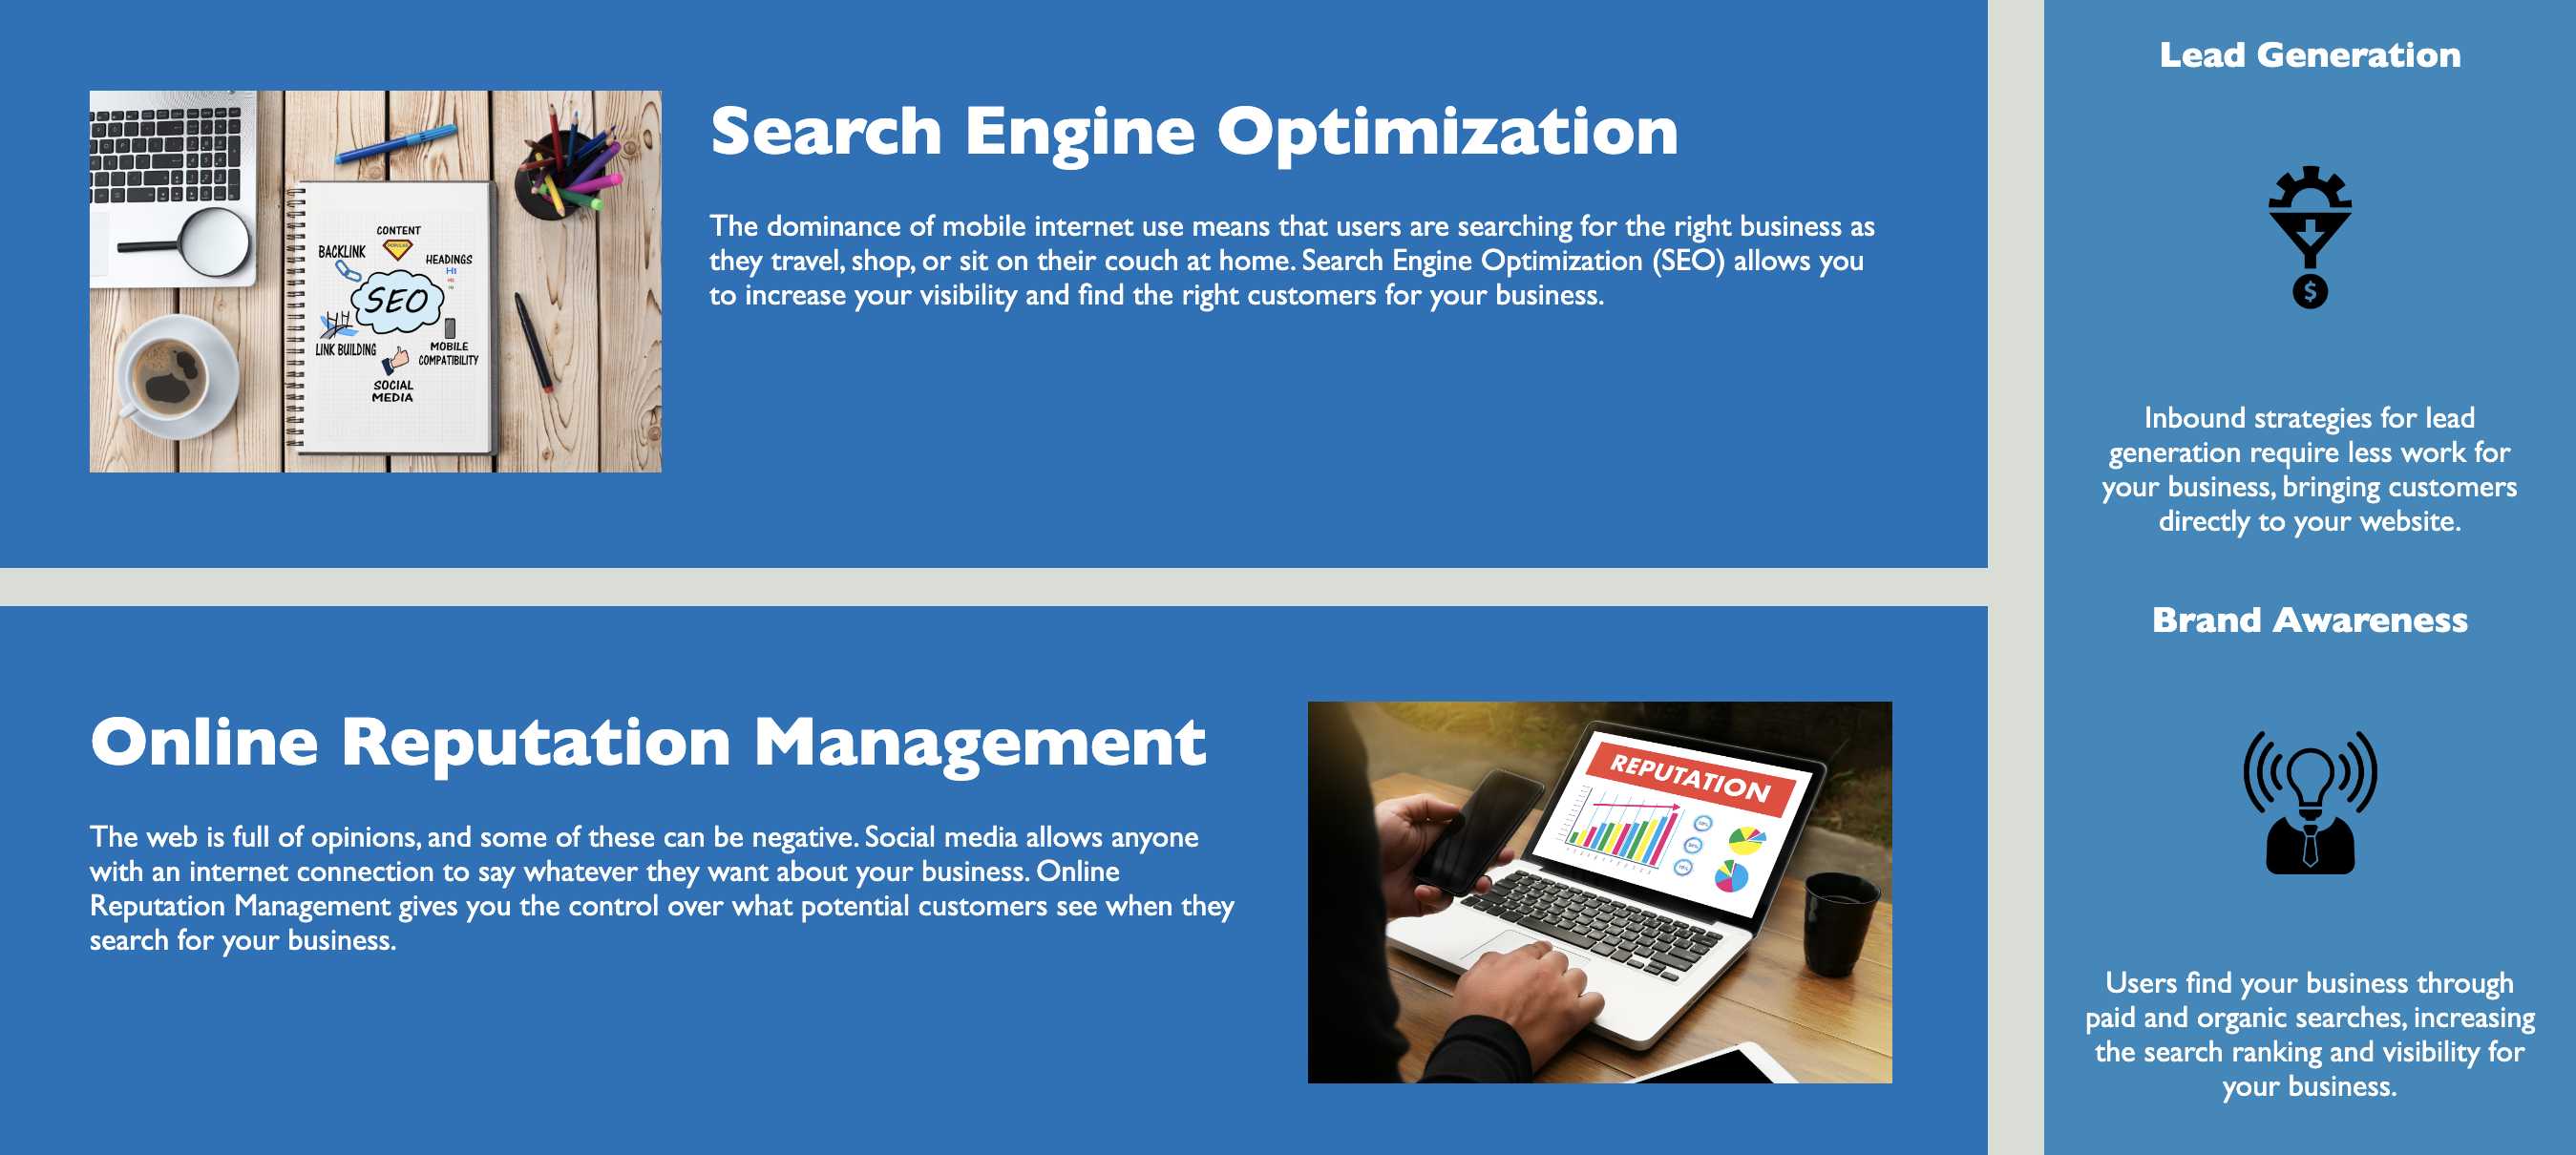 Search Engine Optimization
The dominance of mobile internet use means that users are searching for the right business as
they travel, shop, or sit on their couch at home. Search Engine Optimization (SEO) allows you
to increase your visibility and find the right customers for your business.
CONTENT
BACKLINK
HEADINGS
H1
SEO
LINK BUILDING
MOBILE
COMPATIBILITY
SOCIAL
MEDIA
Online Reputation Management
The web is full of opinions, and some of these can be negative. Social media allows anyone
with an internet connection to say whatever they want about your business. Online
Reputation Management gives you the control over what potential customers see when they
search for your business.
REPUTATION
Lead Generation
$
Inbound strategies for lead
generation require less work for
your business, bringing customers
directly to your website.
Brand Awareness
Users find your business through
paid and organic searches, increasing
the search ranking and visibility for
your business.